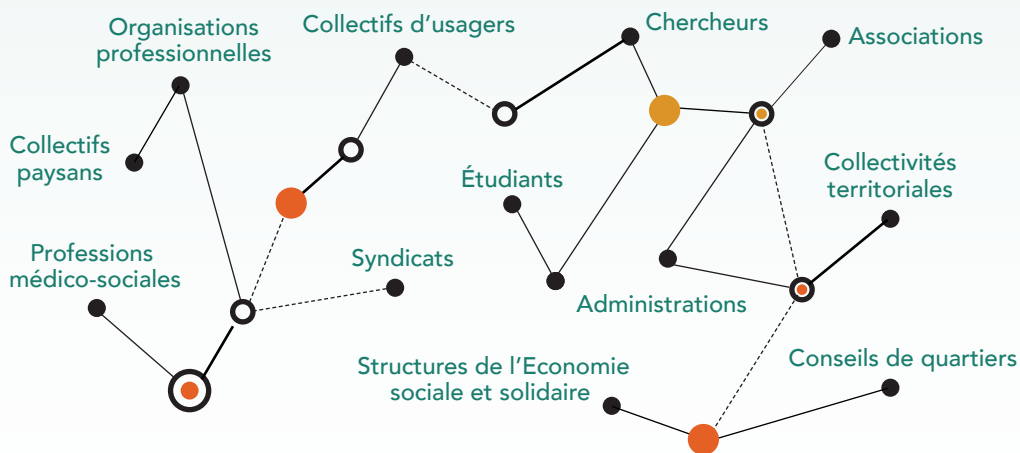 Organisations
professionnelles
Collectifs d'usagers
Chercheurs
Associations
Collectifs
paysans
Étudiants
Collectivités
territoriales
Professions
médico-sociales
Syndicats
Administrations
Structures de l'Economie
sociale et solidaire
Conseils de quartiers